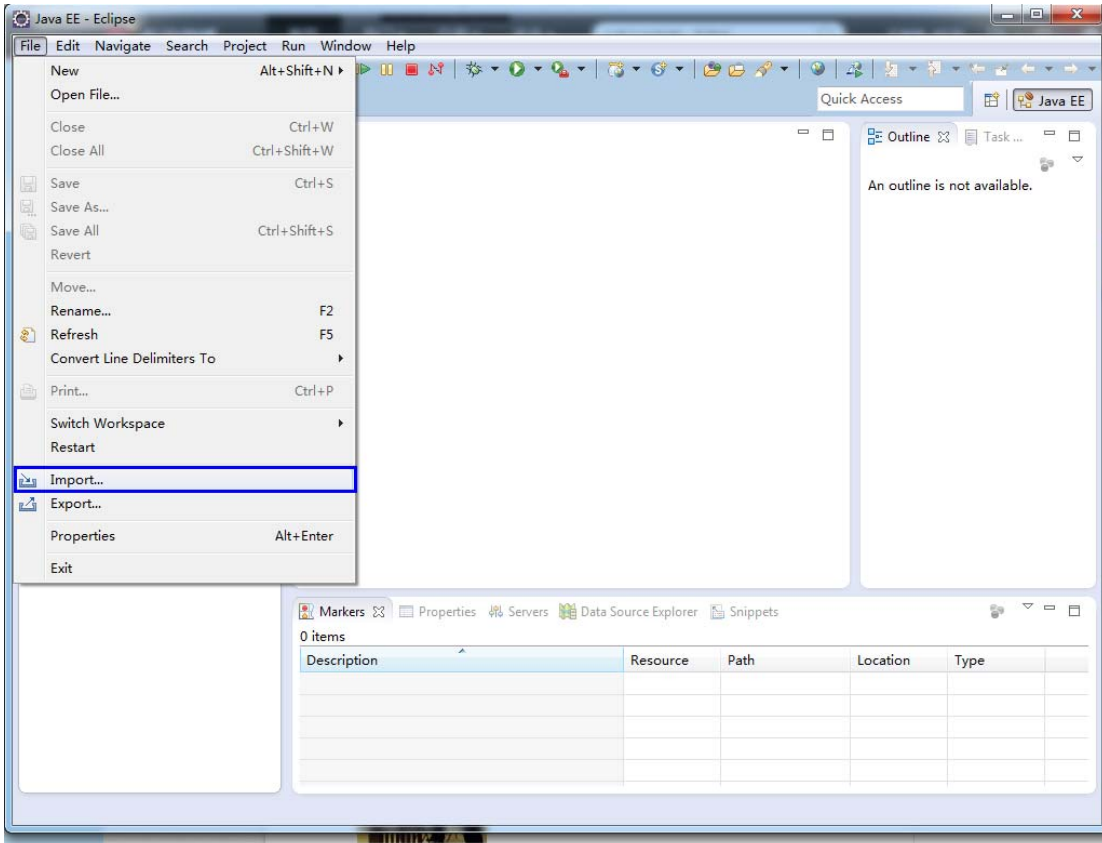 Java EE - Eclipse
File Edit Navigate Search Project Run Window Help
New Alt+Shift+N
Open File...
Close Ctrl+W
Close All Ctrl+Shift+W
Save Ctrl+S
Save As...
Save All Ctrl+Shift+S
Revert
Move...
Rename... F2
Refresh F5
Convert Line Delimiters To
Print... Ctrl+P
Switch Workspace
Restart
Import...
Export...
Properties Alt+Enter
Exit
Quick Access Java EE
Outline Task ...
An outline is not available.
Markers Properties Servers Data Source Explorer Snippets
0 items
Description Resource Path Location Type